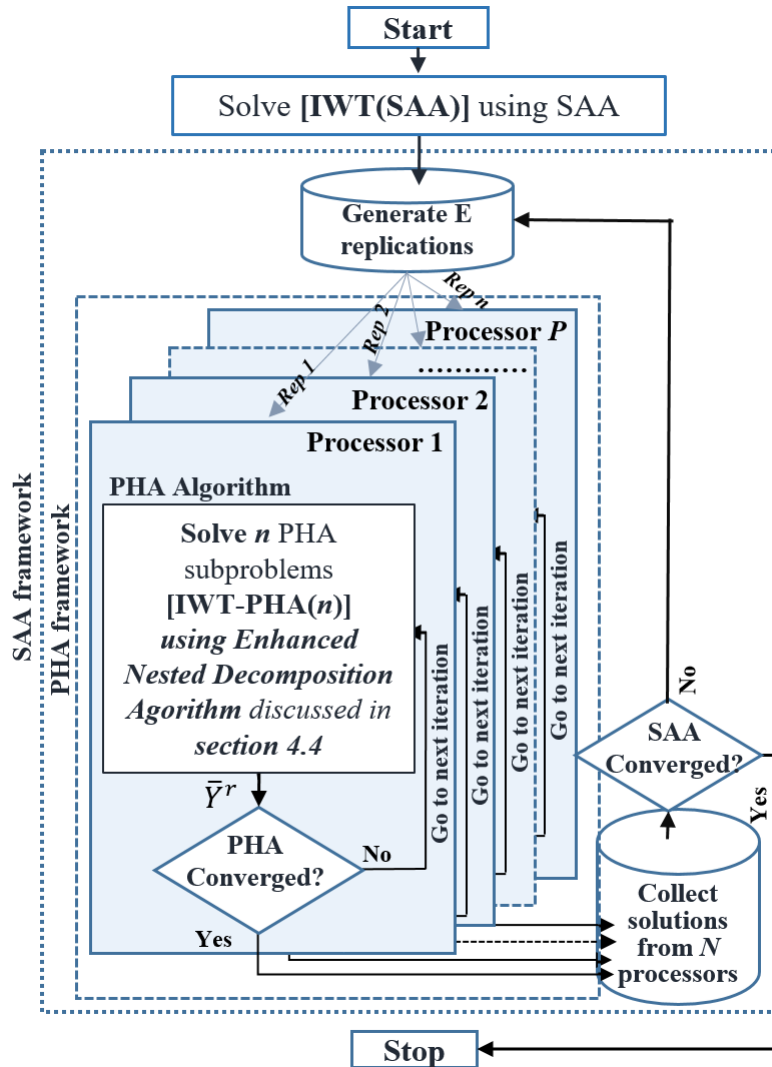 Start
Solve [IWT(SAA)] using SAA
Generate E
replications
Rep 1
Rep 2
Rep n
Processor P
............
Processor 2
Processor 1
PHA Algorithm
Solve n PHA
subproblems
[IWT-PHA(n)]
using Enhanced
Nested Decomposition
Agorithm discussed in
section 4.4
Ȳʳ
PHA
Converged?
No
Yes
Go to next iteration
Go to next iteration
Go to next iteration
Go to next iteration
SAA framework
PHA framework
No
SAA
Converged?
Yes
Collect
solutions
from N
processors
Stop